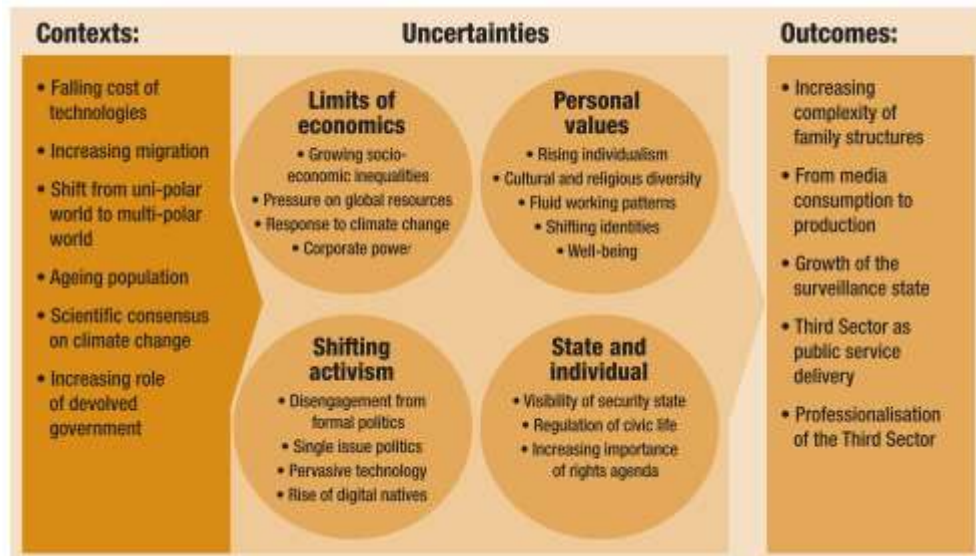 Contexts:
• Falling cost of
technologies
• Increasing migration
• Shift from uni-polar
world to multi-polar
world
• Ageing population
• Scientific consensus
on climate change
• Increasing role
of devolved
government
Uncertainties
Limits of
economics
• Growing socio-
economic inequalities
• Pressure on global resources
• Response to climate change
• Corporate power
Personal
values
• Rising individualism
• Cultural and religious diversity
• Fluid working patterns
• Shifting identities
• Well-being
Shifting
activism
• Disengagement from
formal politics
• Single issue politics
• Pervasive technology
• Rise of digital natives
State and
individual
• Visibility of security state
• Regulation of civic life
• Increasing importance
of rights agenda
Outcomes:
• Increasing
complexity of
family structures
• From media
consumption to
production
• Growth of the
surveillance state
• Third Sector as
public service
delivery
• Professionalisation
of the Third Sector